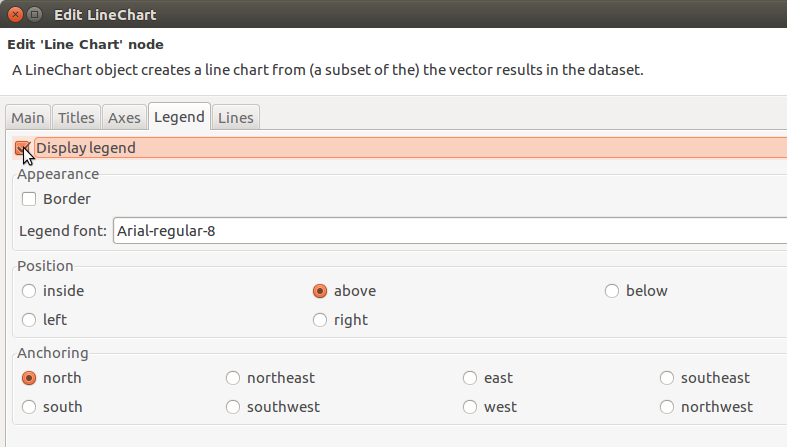 Edit LineChart
Edit 'Line Chart' node
A LineChart object creates a line chart from (a subset of the) the vector results in the dataset.
Main Titles Axes Legend Lines
Display legend
Appearance
Border
Legend font: Arial-regular-8
Position
inside above below
left right
Anchoring
north northeast east southeast
south southwest west northwest